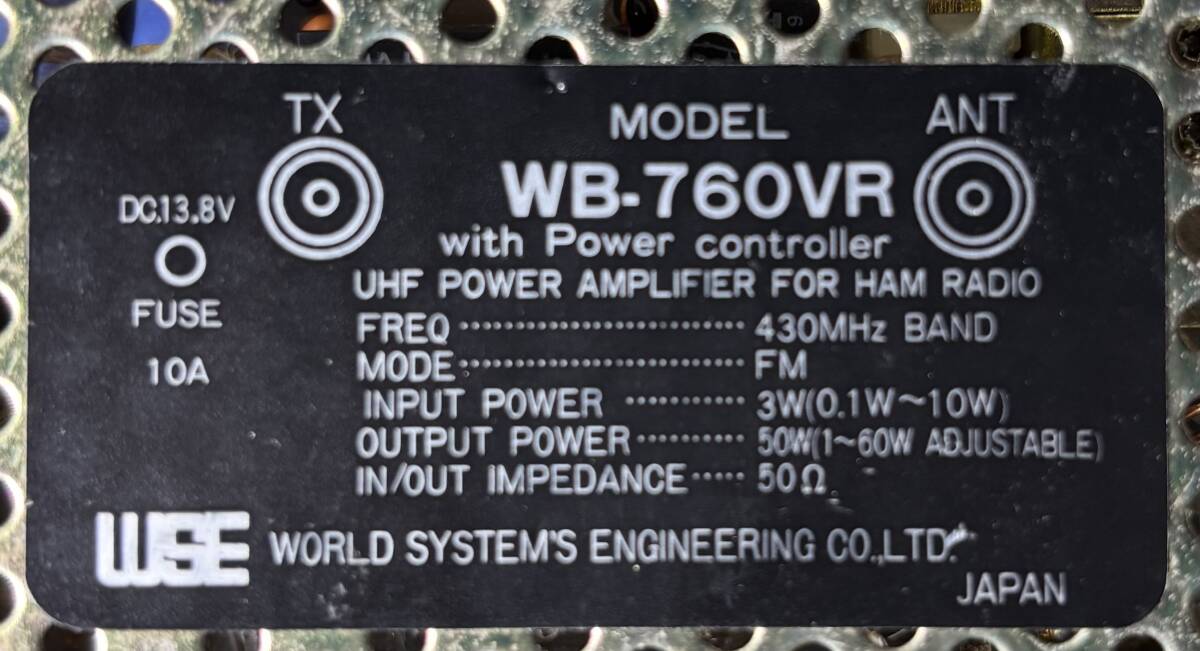 TX
MODEL
ANT
WB-760VR
DC.13.8V
with Power controller
FUSE
10A
UHF POWER AMPLIFIER FOR HAM RADIO
FREQ ························ 430MHz BAND
MODE ························ FM
INPUT POWER ··········· 3W(0.1W~10W)
OUTPUT POWER ·········· 50W(1~60W ADJUSTABLE)
IN/OUT IMPEDANCE ····· 50Ω
WSE WORLD SYSTEM'S ENGINEERING CO.,LTD.
JAPAN